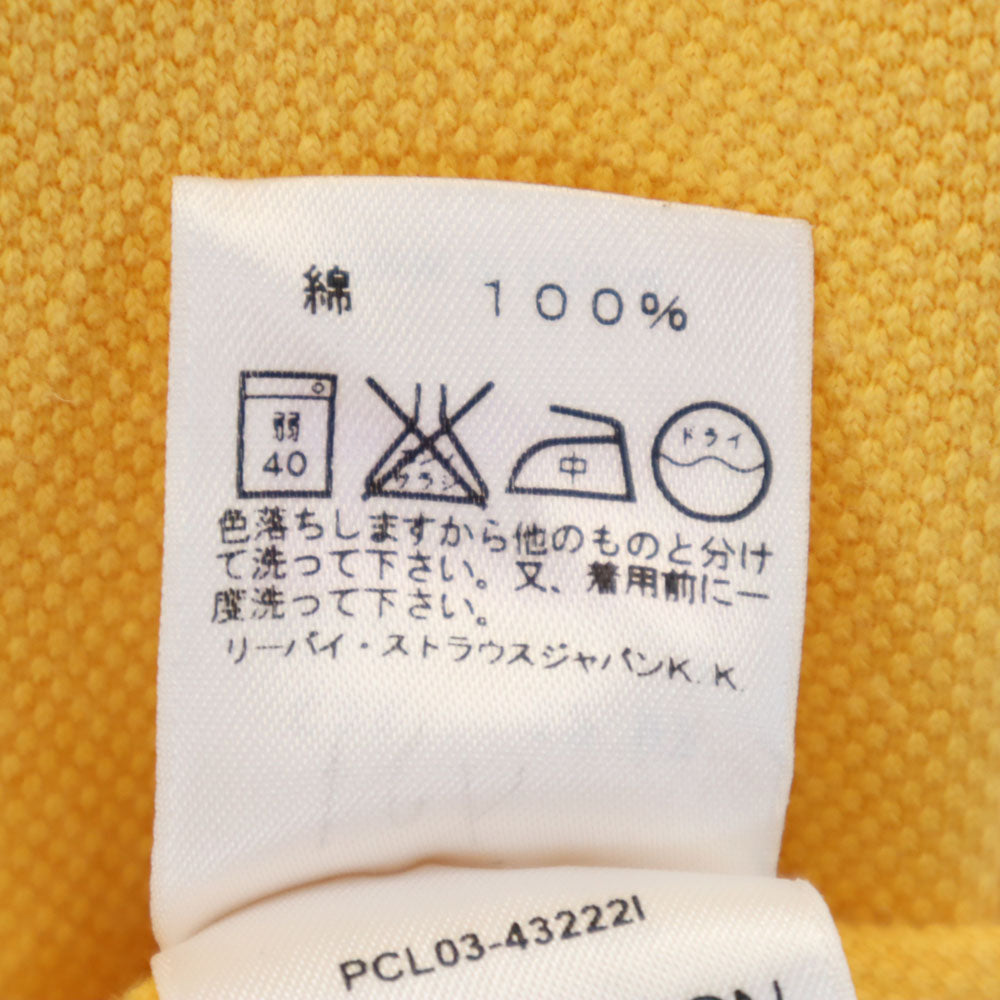 綿 100%
弱 中 ドライ
40
色落ちしますから他のものと分け
て洗って下さい。又、着用前に一
度洗って下さい。
リーバイ・ストラウスジャパンK.K.
PCL03-432221